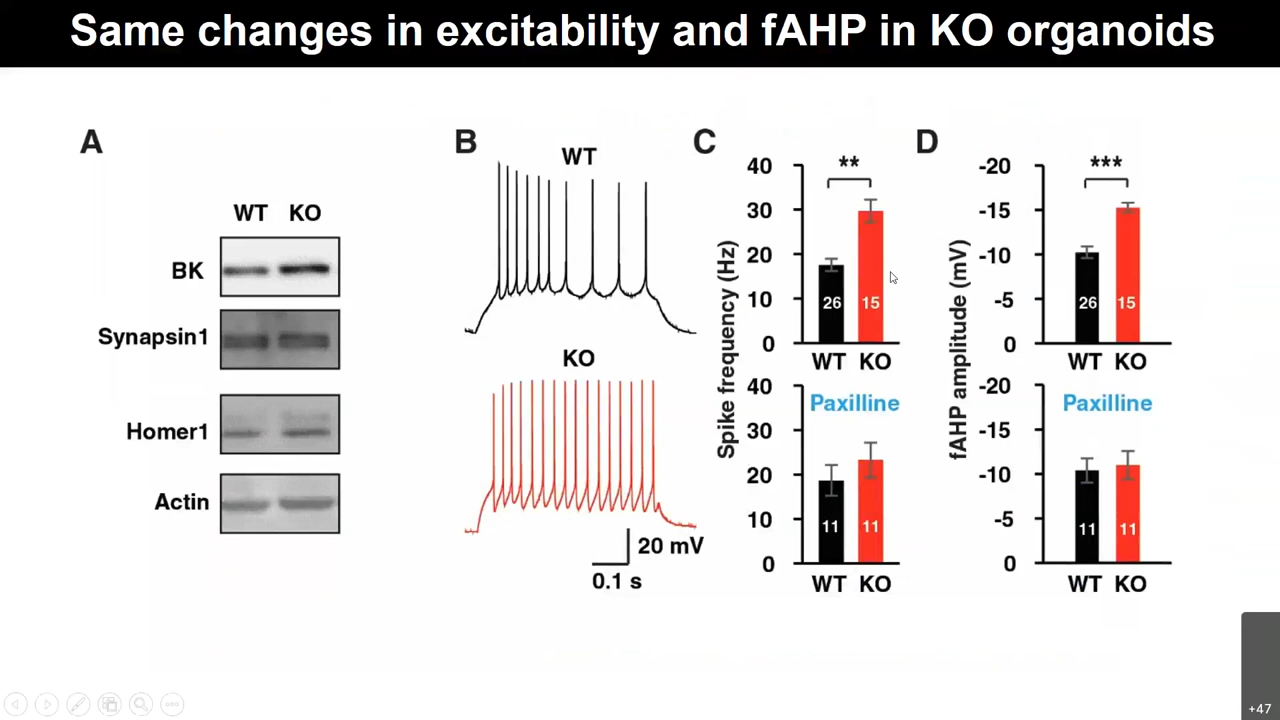 Same changes in excitability and fAHP in KO organoids
A
WT KO
BK
Synapsin1
Homer1
Actin
B
WT
KO
20 mV
0.1 s
C
Spike frequency (Hz)
40
30
20
10
0
**
26 15
WT KO
40
30
20
10
0
Paxilline
11 11
WT KO
D
fAHP amplitude (mV)
-20
-15
-10
-5
0
***
26 15
WT KO
-20
-15
-10
-5
0
Paxilline
11 11
WT KO
+47